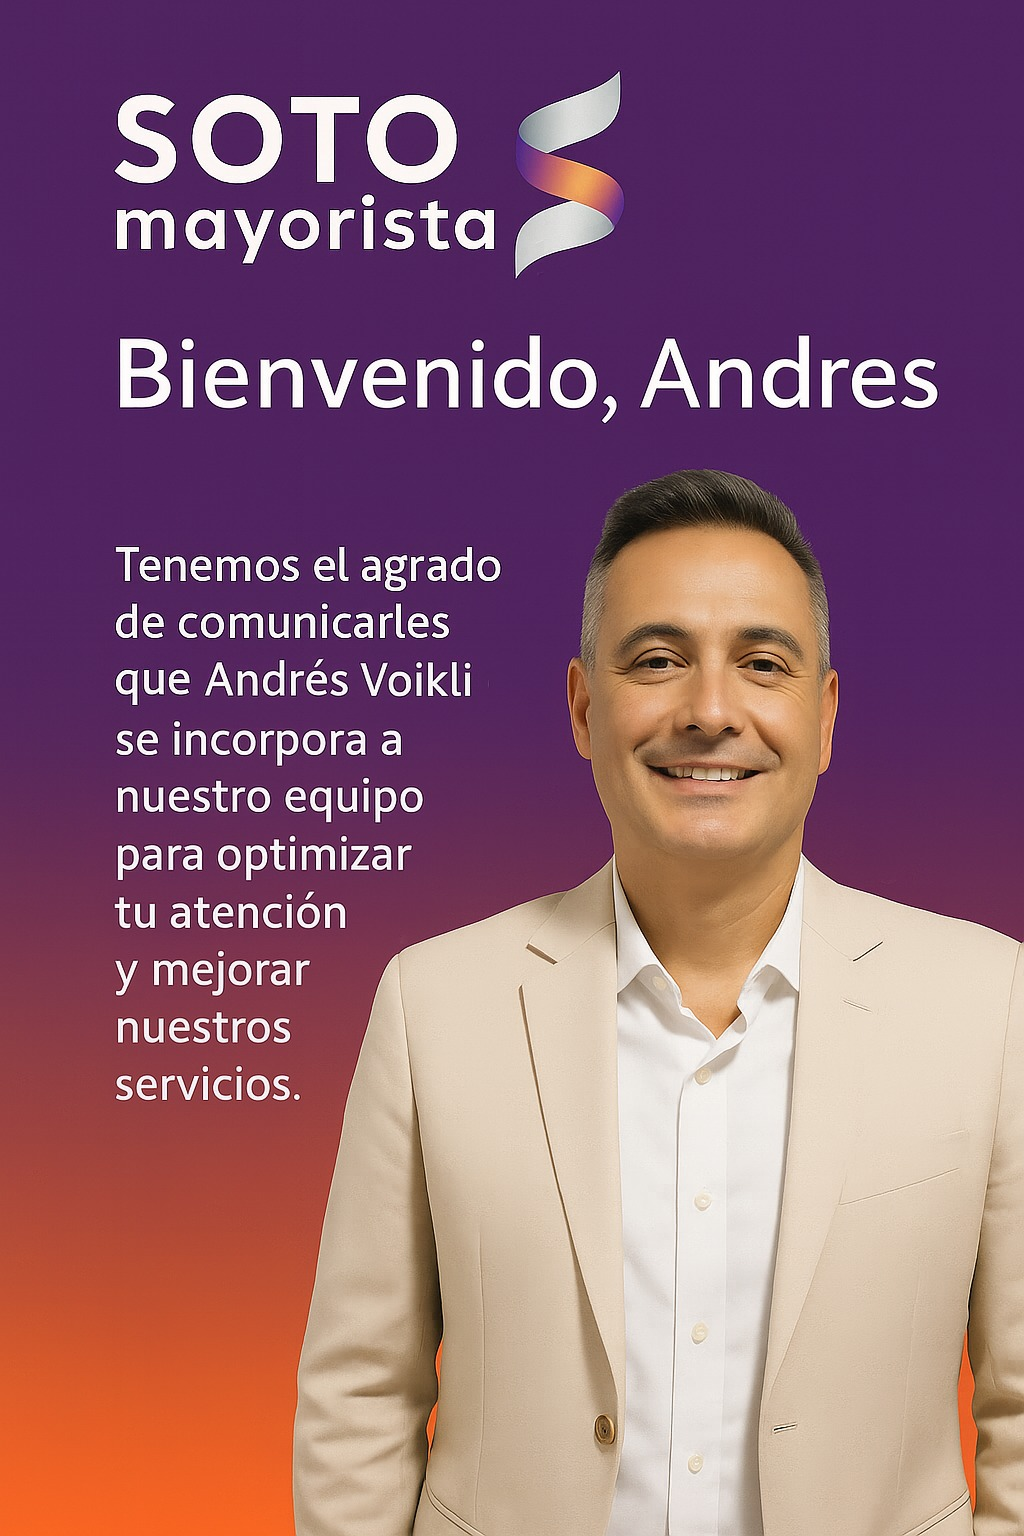 SOTO
mayorista
Bienvenido, Andres
Tenemos el agrado
de comunicarles
que Andrés Voikli
se incorpora a
nuestro equipo
para optimizar
tu atención
y mejorar
nuestros
servicios.